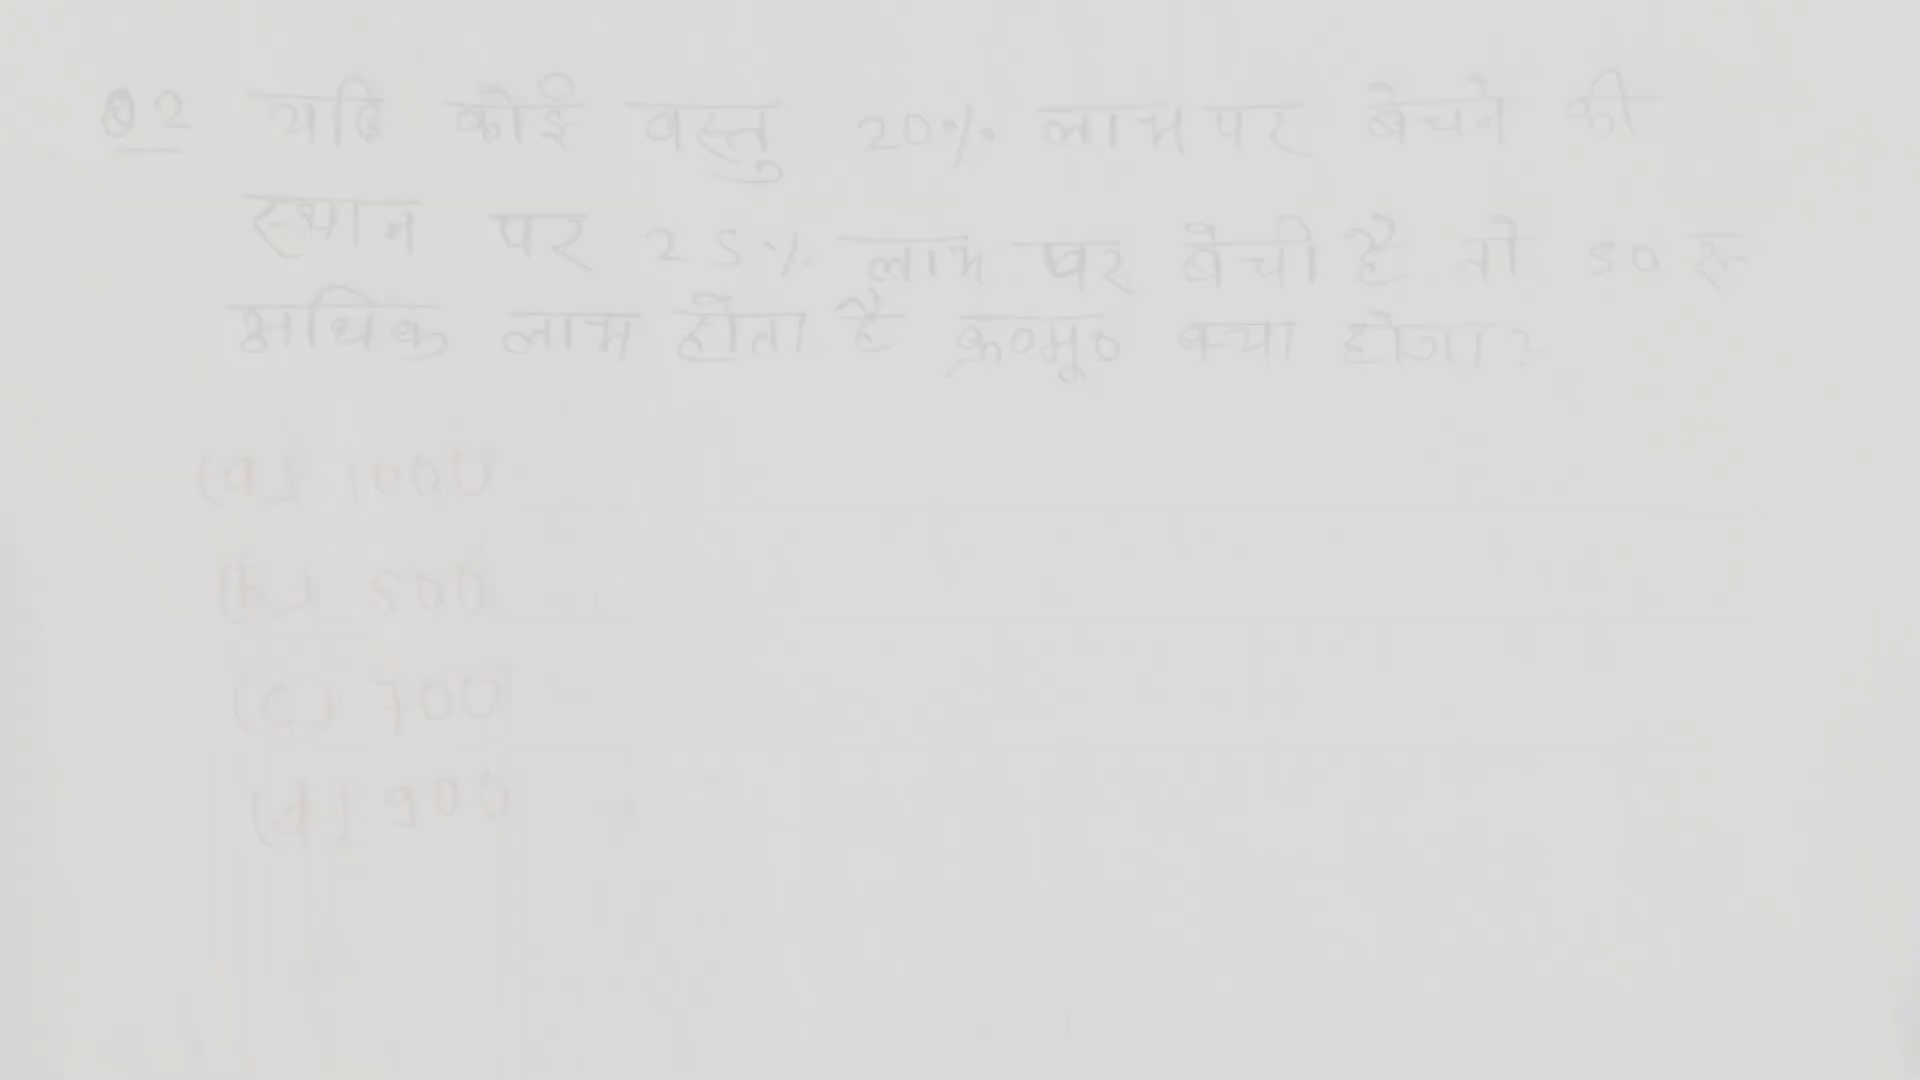 Q2 यदि कोई वस्तु 20% लाभ पर बेचने की
स्थान पर 25% लाभ पर बेची है तो 50 रू
अधिक लाभ होता है क्र०मू० क्या होगा?
(a) 1000
(b) 500
(c) 700
(d) 900